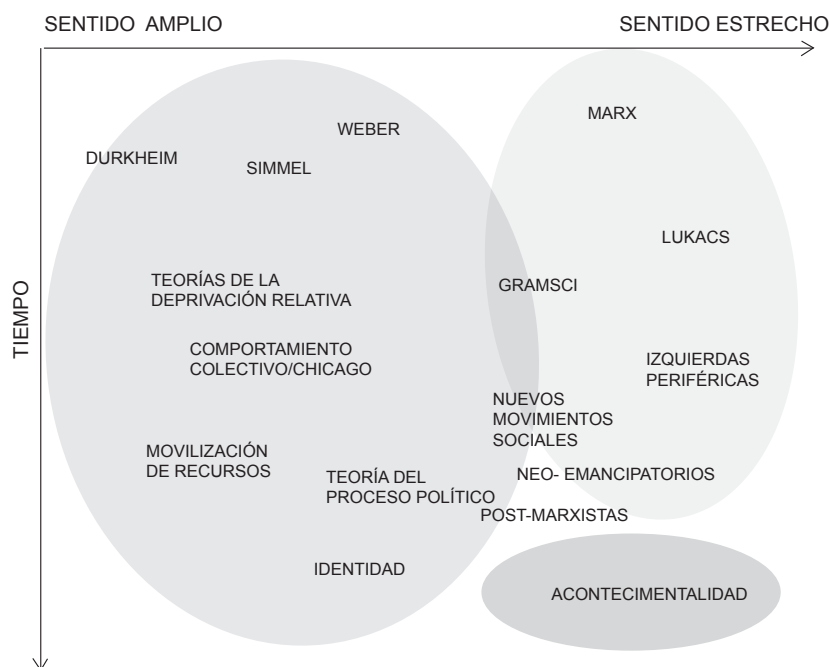 SENTIDO AMPLIO
SENTIDO ESTRECHO
MARX
WEBER
DURKHEIM
SIMMEL
LUKACS
TEORÍAS DE LA
DEPRIVACIÓN RELATIVA
GRAMSCI
TIEMPO
COMPORTAMIENTO
COLECTIVO/CHICAGO
IZQUIERDAS
PERIFÉRICAS
NUEVOS
MOVIMIENTOS
SOCIALES
MOVILIZACIÓN
DE RECURSOS
TEORÍA DEL
PROCESO POLÍTICO
NEO- EMANCIPATORIOS
POST-MARXISTAS
IDENTIDAD
ACONTECIMENTALIDAD